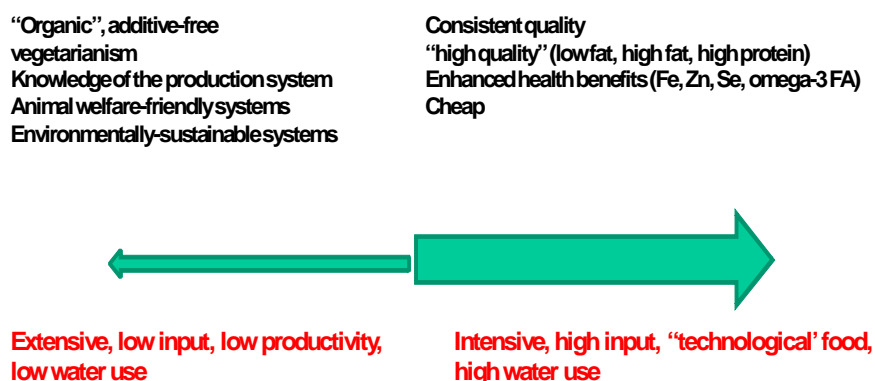 “Organic”, additive-free
vegetarianism
Knowledge of the production system
Animal welfare-friendly systems
Environmentally-sustainable systems
Consistent quality
“high quality” (low fat, high fat, high protein)
Enhanced health benefits (Fe, Zn, Se, omega-3 FA)
Cheap
Extensive, low input, low productivity,
low water use
Intensive, high input, “technological’ food,
high water use